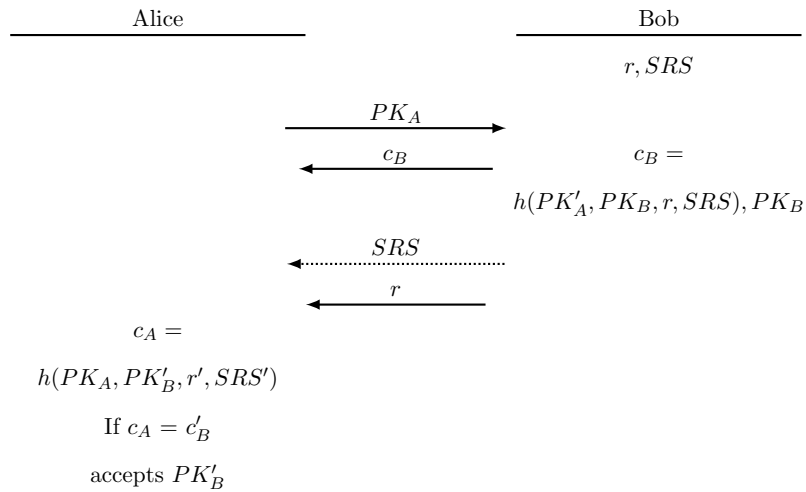 Alice Bob
r, SRS
PK_A
c_B c_B =
h(PK'_A, PK_B, r, SRS), PK_B
SRS
r
c_A =
h(PK_A, PK'_B, r', SRS')
If c_A = c'_B
accepts PK'_B